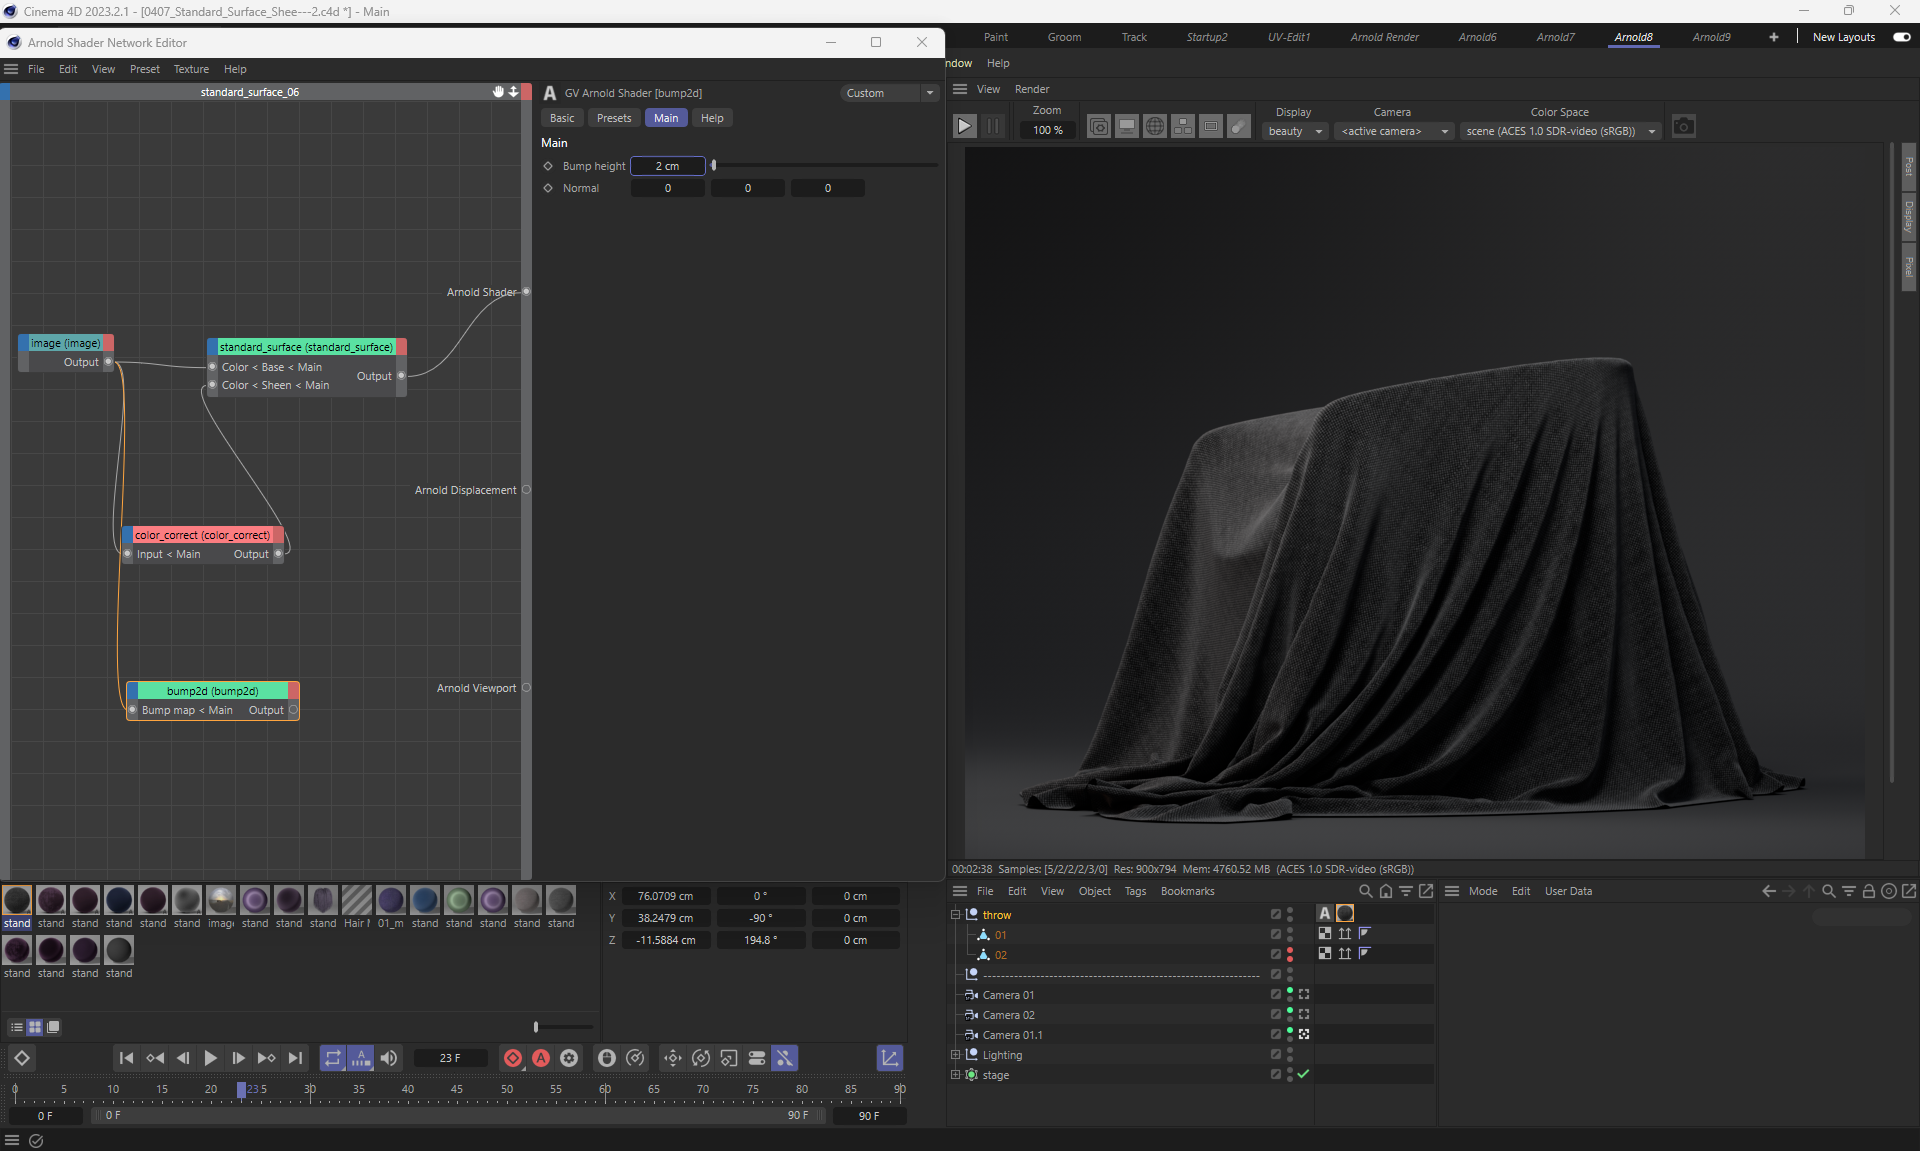 Cinema 4D 2023.2.1 - [0407_Standard_Surface_Shee---2.c4d *] - Main
Arnold Shader Network Editor
Paint Groom Track Startup2 UV-Edit1 Arnold Render Arnold6 Arnold7 Arnold8 Arnold9 + New Layouts
File Edit View Preset Texture Help
ndow Help
standard_surface_06
A GV Arnold Shader [bump2d] Custom
Basic Presets Main Help
Main
Bump height 2 cm
Normal 0 0 0
View Render
Zoom
100 %
Display
beauty
Camera
<active camera>
Color Space
scene (ACES 1.0 SDR-video (sRGB))
Post
Display
Pixel
Arnold Shader
image (image)
Output
standard_surface (standard_surface)
Color < Base < Main
Color < Sheen < Main
Output
Arnold Displacement
color_correct (color_correct)
Input < Main Output
bump2d (bump2d)
Bump map < Main Output
Arnold Viewport
00:02:38 Samples: [5/2/2/2/3/0] Res: 900x794 Mem: 4760.52 MB (ACES 1.0 SDR-video (sRGB))
stand stand stand stand stand stand image stand stand stand Hair 01_m stand stand stand stand stand
stand stand stand stand
X 76.0709 cm 0 ° 0 cm
Y 38.2479 cm -90 ° 0 cm
Z -11.5884 cm 194.8 ° 0 cm
File Edit View Object Tags Bookmarks
Mode Edit User Data
throw A
01
02
Camera 01
Camera 02
Camera 01.1
Lighting
stage
A
23 F
A
0 5 10 15 20 23.5 30 35 40 45 50 55 60 65 70 75 80 85 90
0 F 0 F 90 F 90 F